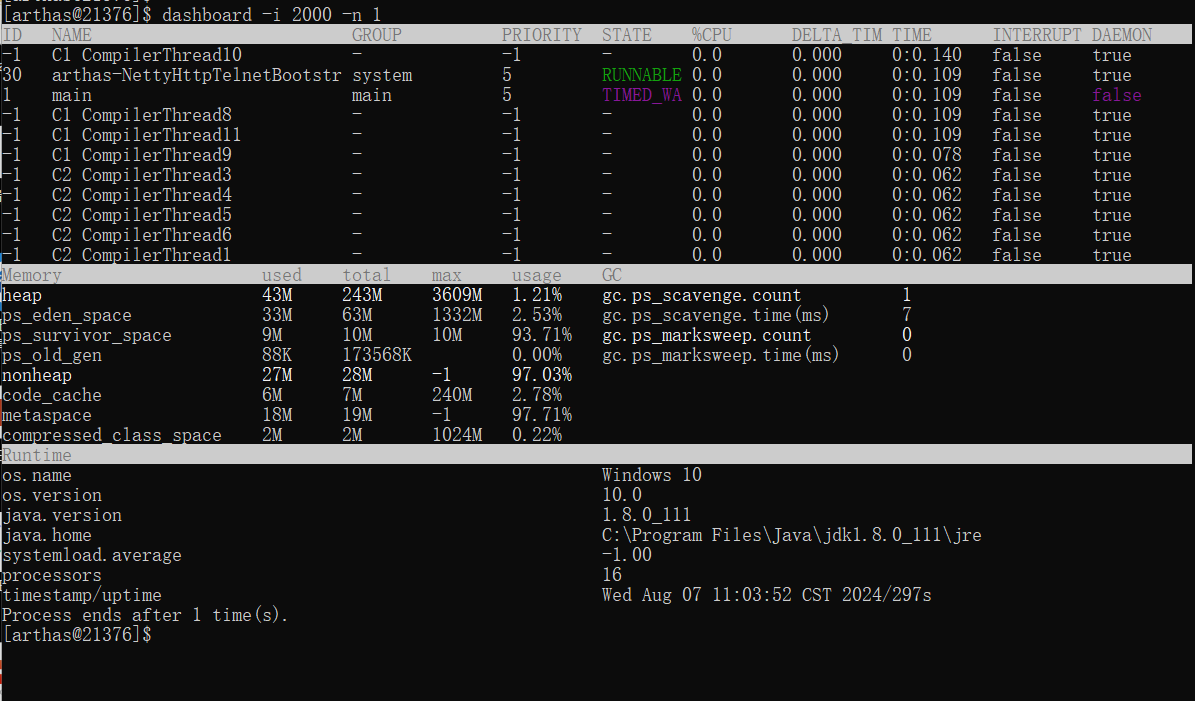 [arthas@21376]$ dashboard -i 2000 -n 1
ID NAME GROUP PRIORITY STATE %CPU DELTA_TIM TIME INTERRUPT DAEMON
-1 C1 CompilerThread10 - -1 - 0.0 0.000 0:0.140 false true
30 arthas-NettyHttpTelnetBootstr system 5 RUNNABLE 0.0 0.000 0:0.109 false true
1 main main 5 TIMED_WA 0.0 0.000 0:0.109 false false
-1 C1 CompilerThread8 - -1 - 0.0 0.000 0:0.109 false true
-1 C1 CompilerThread11 - -1 - 0.0 0.000 0:0.109 false true
-1 C1 CompilerThread9 - -1 - 0.0 0.000 0:0.078 false true
-1 C2 CompilerThread3 - -1 - 0.0 0.000 0:0.062 false true
-1 C2 CompilerThread4 - -1 - 0.0 0.000 0:0.062 false true
-1 C2 CompilerThread5 - -1 - 0.0 0.000 0:0.062 false true
-1 C2 CompilerThread6 - -1 - 0.0 0.000 0:0.062 false true
-1 C2 CompilerThread1 - -1 - 0.0 0.000 0:0.062 false true
Memory used total max usage GC
heap 43M 243M 3609M 1.21% gc.ps_scavenge.count 1
ps_eden_space 33M 63M 1332M 2.53% gc.ps_scavenge.time(ms) 7
ps_survivor_space 9M 10M 10M 93.71% gc.ps_marksweep.count 0
ps_old_gen 88K 173568K 0.00% gc.ps_marksweep.time(ms) 0
nonheap 27M 28M -1 97.03%
code_cache 6M 7M 240M 2.78%
metaspace 18M 19M -1 97.71%
compressed_class_space 2M 2M 1024M 0.22%
Runtime
os.name Windows 10
os.version 10.0
java.version 1.8.0_111
java.home C:\Program Files\Java\jdk1.8.0_111\jre
systemload.average -1.00
processors 16
timestamp/uptime Wed Aug 07 11:03:52 CST 2024/297s
Process ends after 1 time(s).
[arthas@21376]$